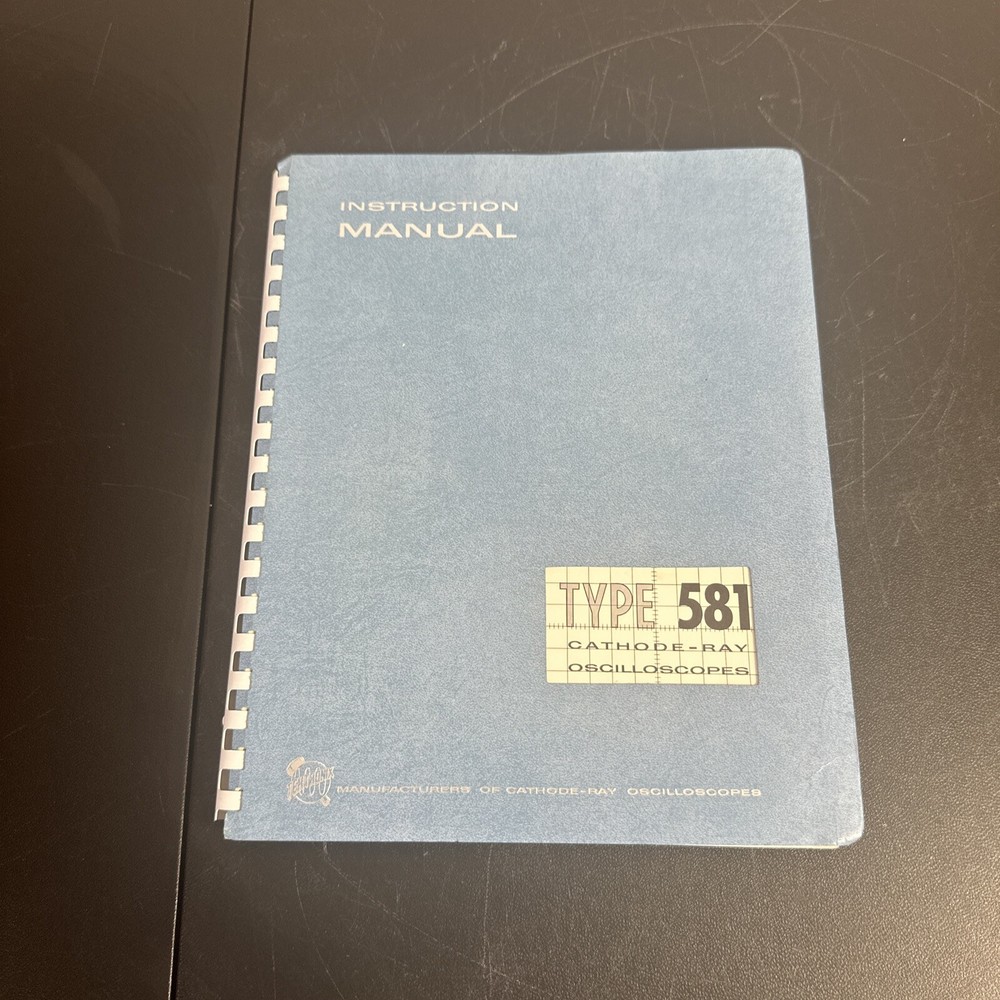 INSTRUCTION
MANUAL
TYPE 581
CATHODE-RAY
OSCILLOSCOPES
MANUFACTURERS OF CATHODE-RAY OSCILLOSCOPES